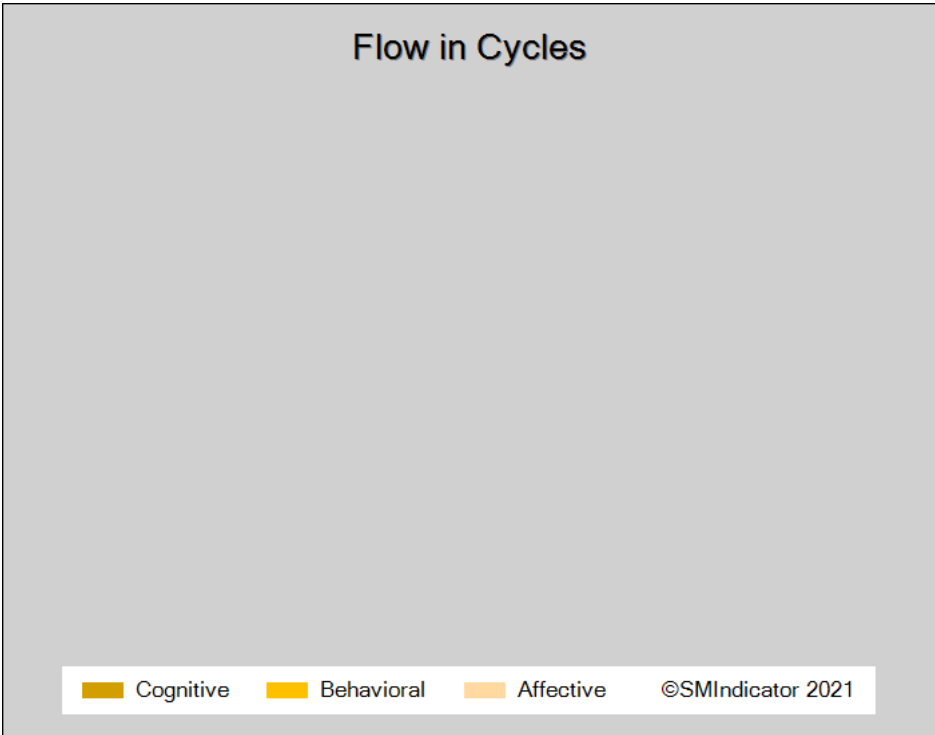 Flow in Cycles
Cognitive Behavioral Affective ©SMIndicator 2021